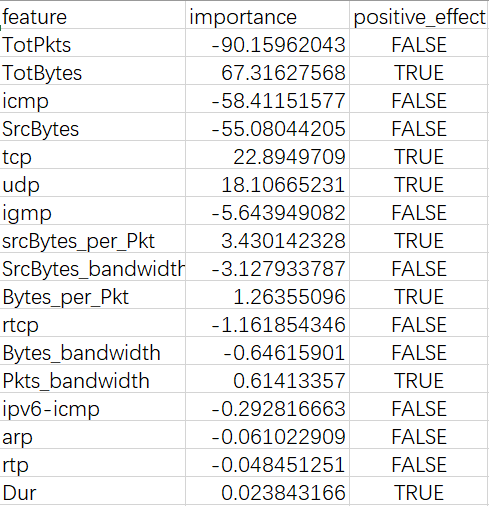 feature importance positive_effect
TotPkts -90.15962043 FALSE
TotBytes 67.31627568 TRUE
icmp -58.41151577 FALSE
SrcBytes -55.08044205 FALSE
tcp 22.8949709 TRUE
udp 18.10665231 TRUE
igmp -5.643949082 FALSE
srcBytes_per_Pkt 3.430142328 TRUE
SrcBytes_bandwidth -3.127933787 FALSE
Bytes_per_Pkt 1.26355096 TRUE
rtcp -1.161854346 FALSE
Bytes_bandwidth -0.64615901 FALSE
Pkts_bandwidth 0.61413357 TRUE
ipv6-icmp -0.292816663 FALSE
arp -0.061022909 FALSE
rtp -0.048451251 FALSE
Dur 0.023843166 TRUE